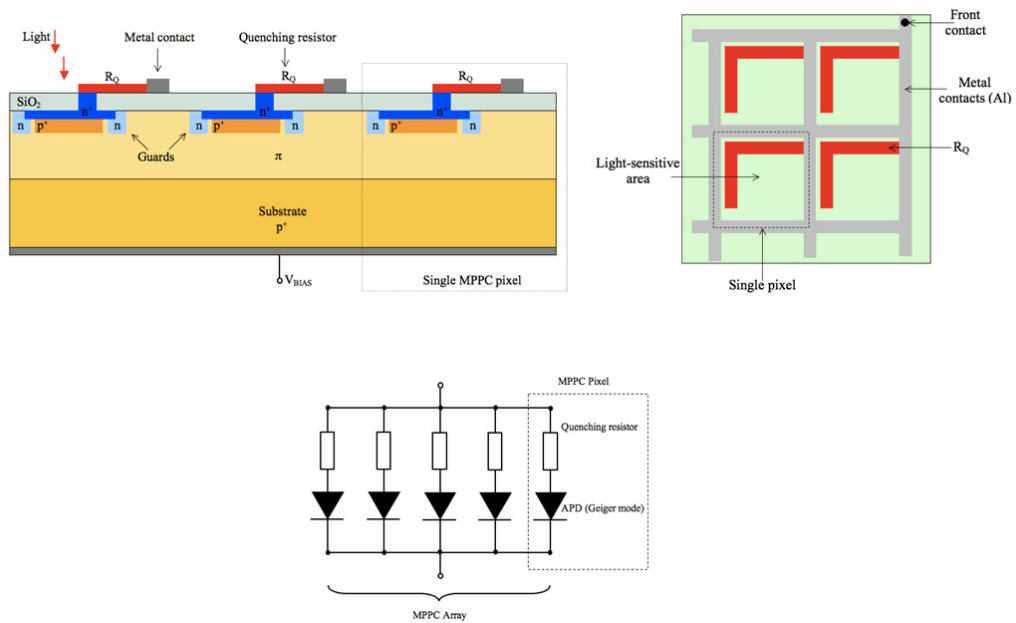 Light
Metal contact
Quenching resistor
R_Q
R_Q
R_Q
SiO₂
n⁺
n⁺
n⁺
n
p⁺
n
n
p⁺
n
n
p⁺
n
Guards
π
Substrate
p⁺
V_BIAS
Single MPPC pixel
Front
contact
Metal
contacts (Al)
R_Q
Light-sensitive
area
Single pixel
MPPC Pixel
Quenching resistor
APD (Geiger mode)
MPPC Array